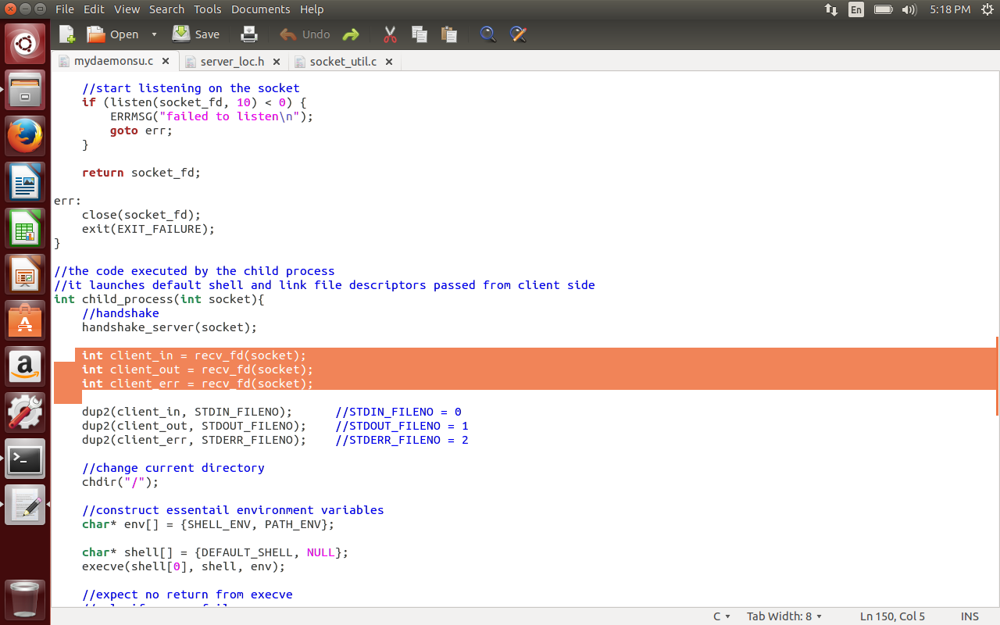 File Edit View Search Tools Documents Help
En
5:18 PM
Open Save Undo
mydaemonsu.c server_loc.h socket_util.c
//start listening on the socket
if (listen(socket_fd, 10) < 0) {
ERRMSG("failed to listen\n");
goto err;
}
return socket_fd;
err:
close(socket_fd);
exit(EXIT_FAILURE);
}
//the code executed by the child process
//it launches default shell and link file descriptors passed from client side
int child_process(int socket){
//handshake
handshake_server(socket);
int client_in = recv_fd(socket);
int client_out = recv_fd(socket);
int client_err = recv_fd(socket);
dup2(client_in, STDIN_FILENO); //STDIN_FILENO = 0
dup2(client_out, STDOUT_FILENO); //STDOUT_FILENO = 1
dup2(client_err, STDERR_FILENO); //STDERR_FILENO = 2
//change current directory
chdir("/");
//construct essentail environment variables
char* env[] = {SHELL_ENV, PATH_ENV};
char* shell[] = {DEFAULT_SHELL, NULL};
execve(shell[0], shell, env);
//expect no return from execve
C Tab Width: 8 Ln 150, Col 5 INS